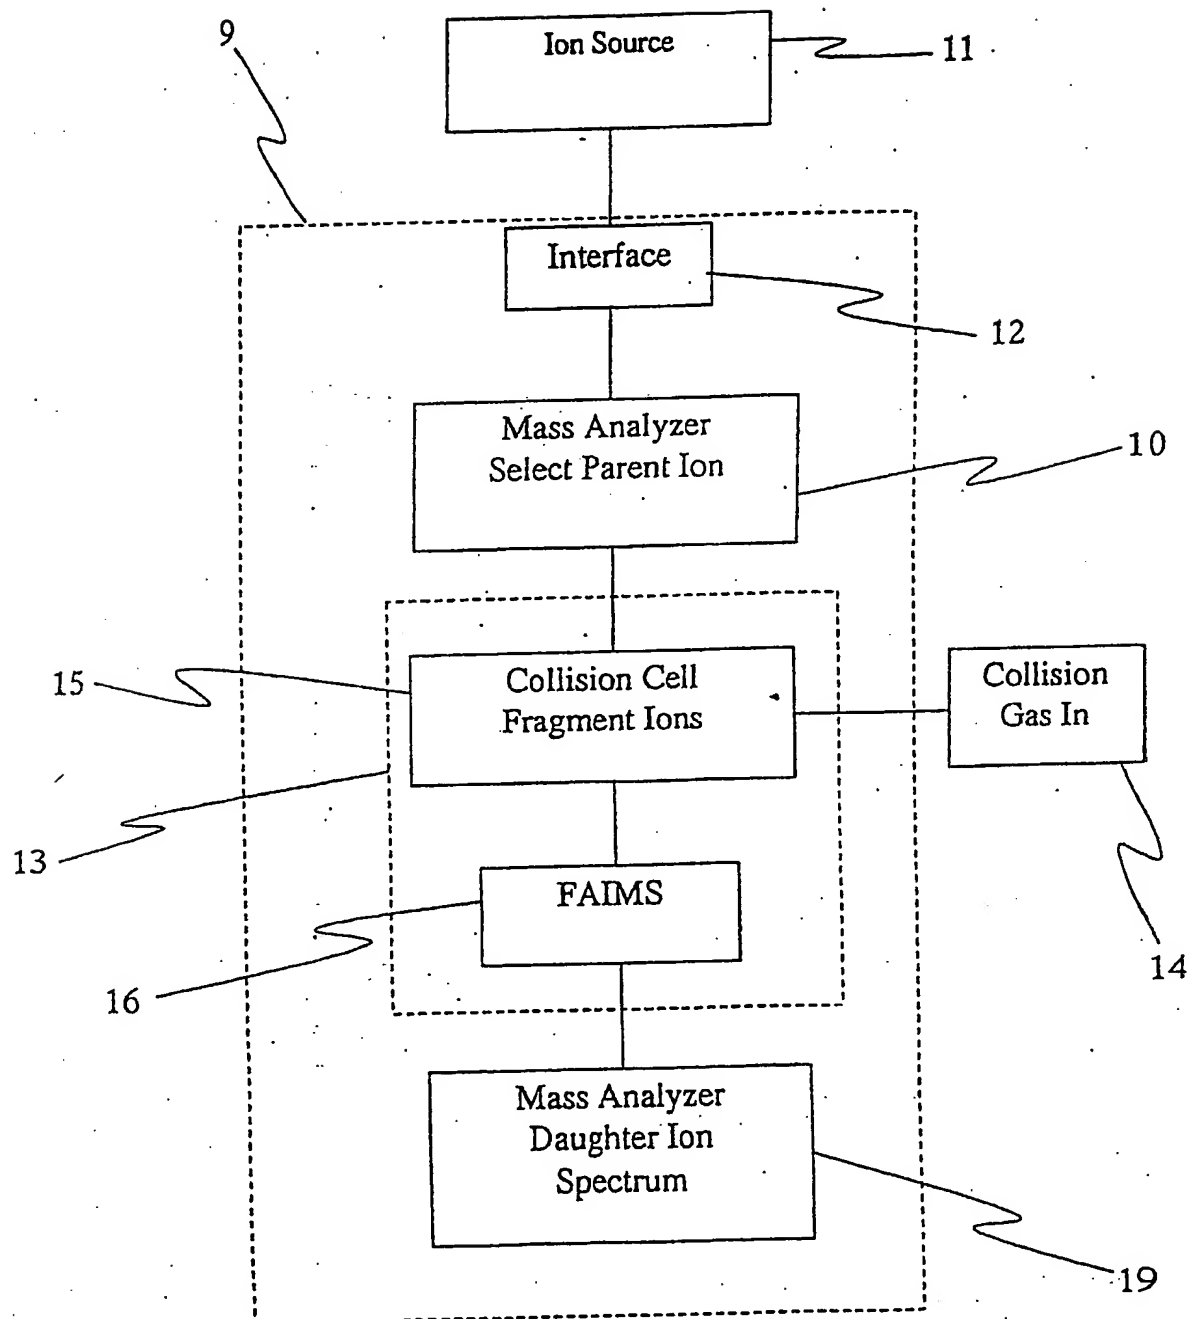 9
Ion Source
11
Interface
12
Mass Analyzer
Select Parent Ion
10
15
Collision Cell
Fragment Ions
Collision
Gas In
13
FAIMS
14
16
Mass Analyzer
Daughter Ion
Spectrum
19